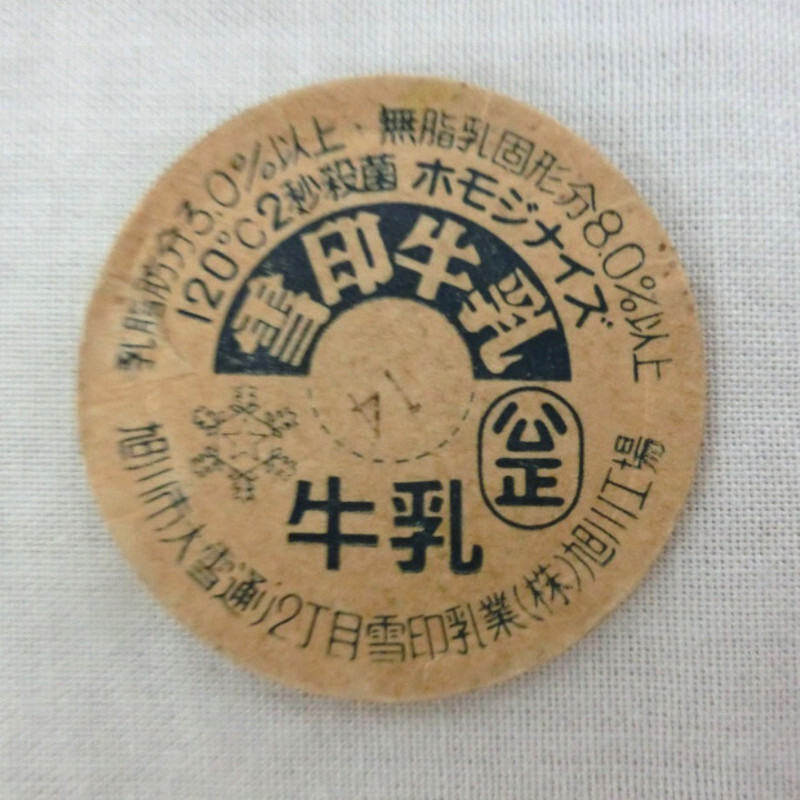 乳脂肪分3.0%以上・無脂乳固形分8.0%以上
120℃2秒殺菌 ホモジナイズ
雪印牛乳
14
公正
牛乳
旭川市大雪通り2丁目雪印乳業(株)旭川工場